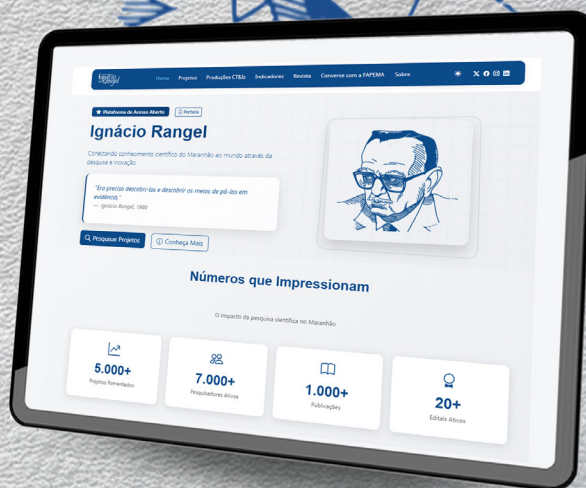 Ignácio Rangel
Home Projetos Produções CT&Is Indicadores Revista Converse com a FAPEMA Sobre
Plataforma de Acesso Aberto
Portaria
Ignácio Rangel
Conectando conhecimento científico do Maranhão ao mundo através da
pesquisa e inovação.
"Era preciso descobri-los e descobrir os meios de pô-los em
evidência."
— Ignácio Rangel, 1980
Pesquisar Projetos
Conheça Mais
Números que Impressionam
O impacto da pesquisa científica no Maranhão
5.000+
Projetos Fomentados
7.000+
Pesquisadores Ativos
1.000+
Publicações
20+
Editais Ativos